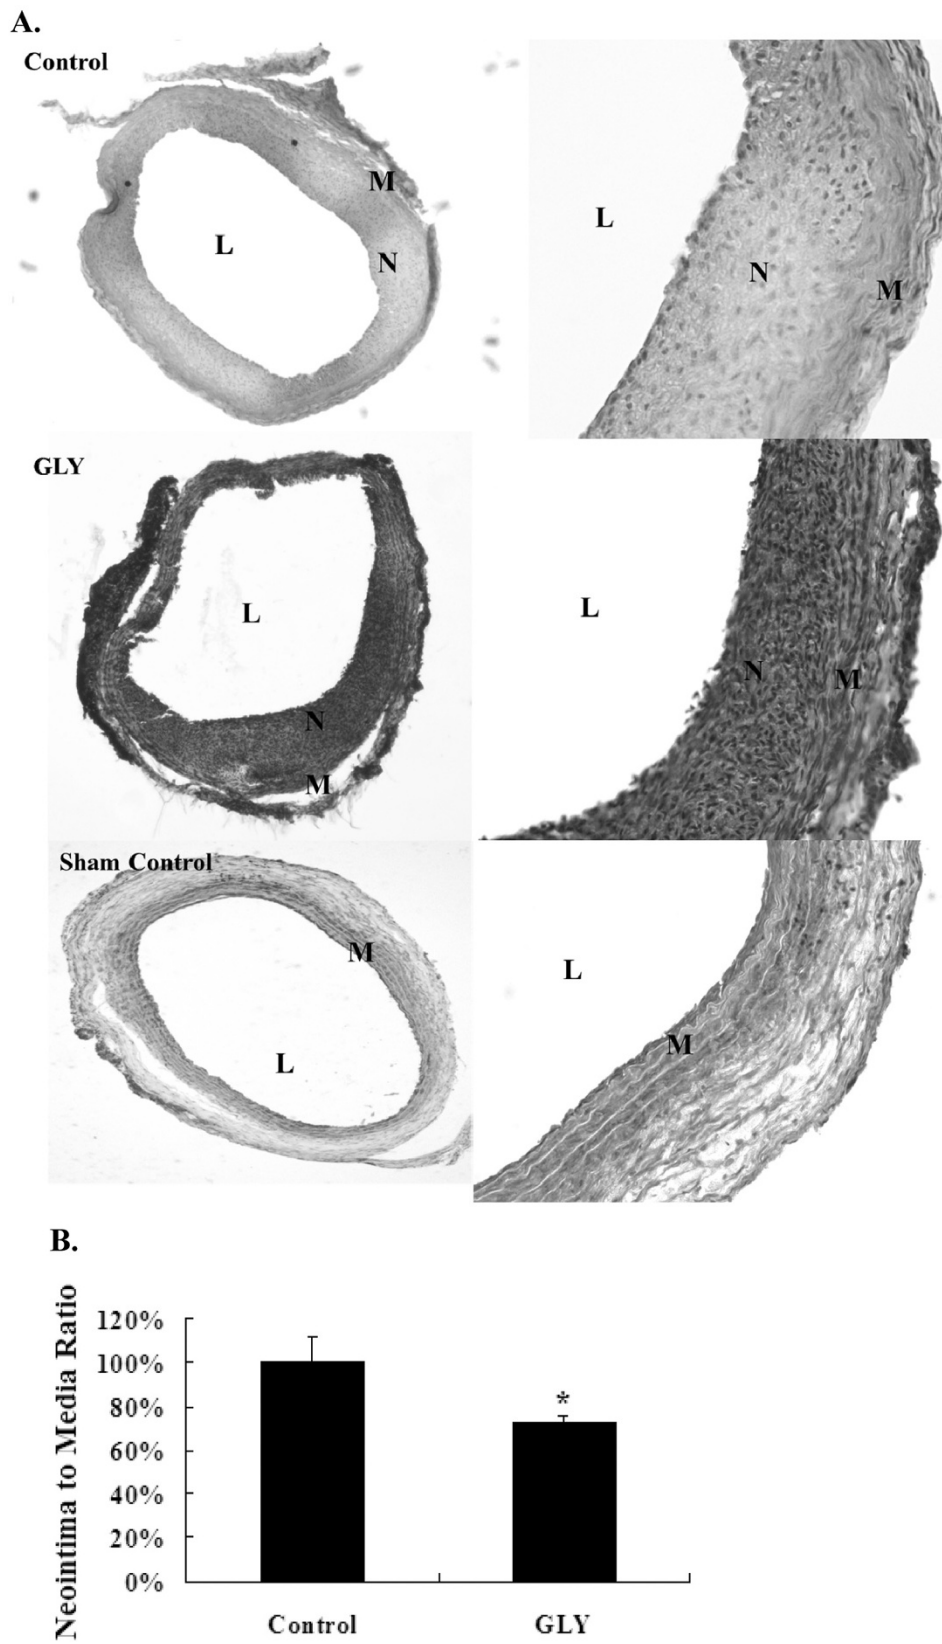 A.
Control
M
L
N
L
N
M
GLY
L
N
M
L
N
M
Sham Control
M
L
L
M
B.
Neointima to Media Ratio
120%
100%
80%
60%
40%
20%
0%
*
Control GLY